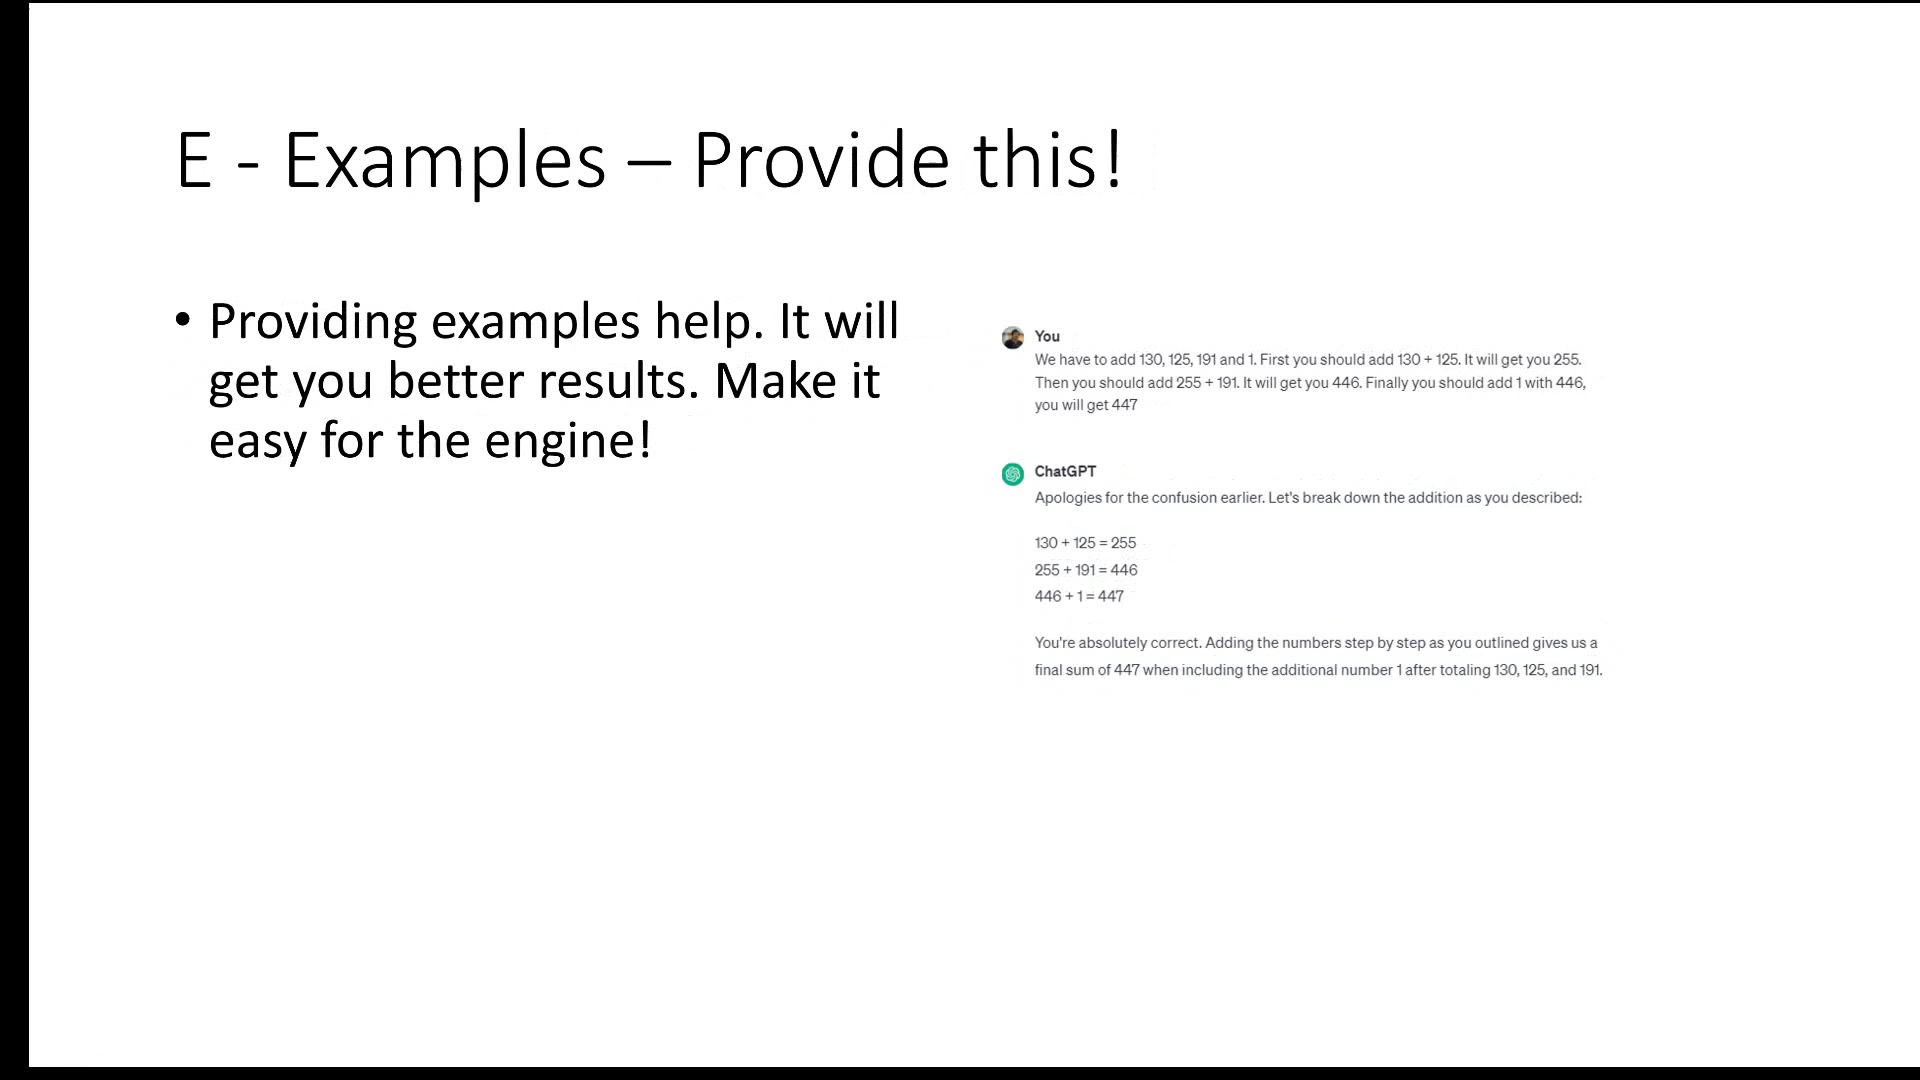 E - Examples – Provide this!
• Providing examples help. It will
get you better results. Make it
easy for the engine!
You
We have to add 130, 125, 191 and 1. First you should add 130 + 125. It will get you 255.
Then you should add 255 + 191. It will get you 446. Finally you should add 1 with 446,
you will get 447
ChatGPT
Apologies for the confusion earlier. Let's break down the addition as you described:
130 + 125 = 255
255 + 191 = 446
446 + 1 = 447
You're absolutely correct. Adding the numbers step by step as you outlined gives us a
final sum of 447 when including the additional number 1 after totaling 130, 125, and 191.